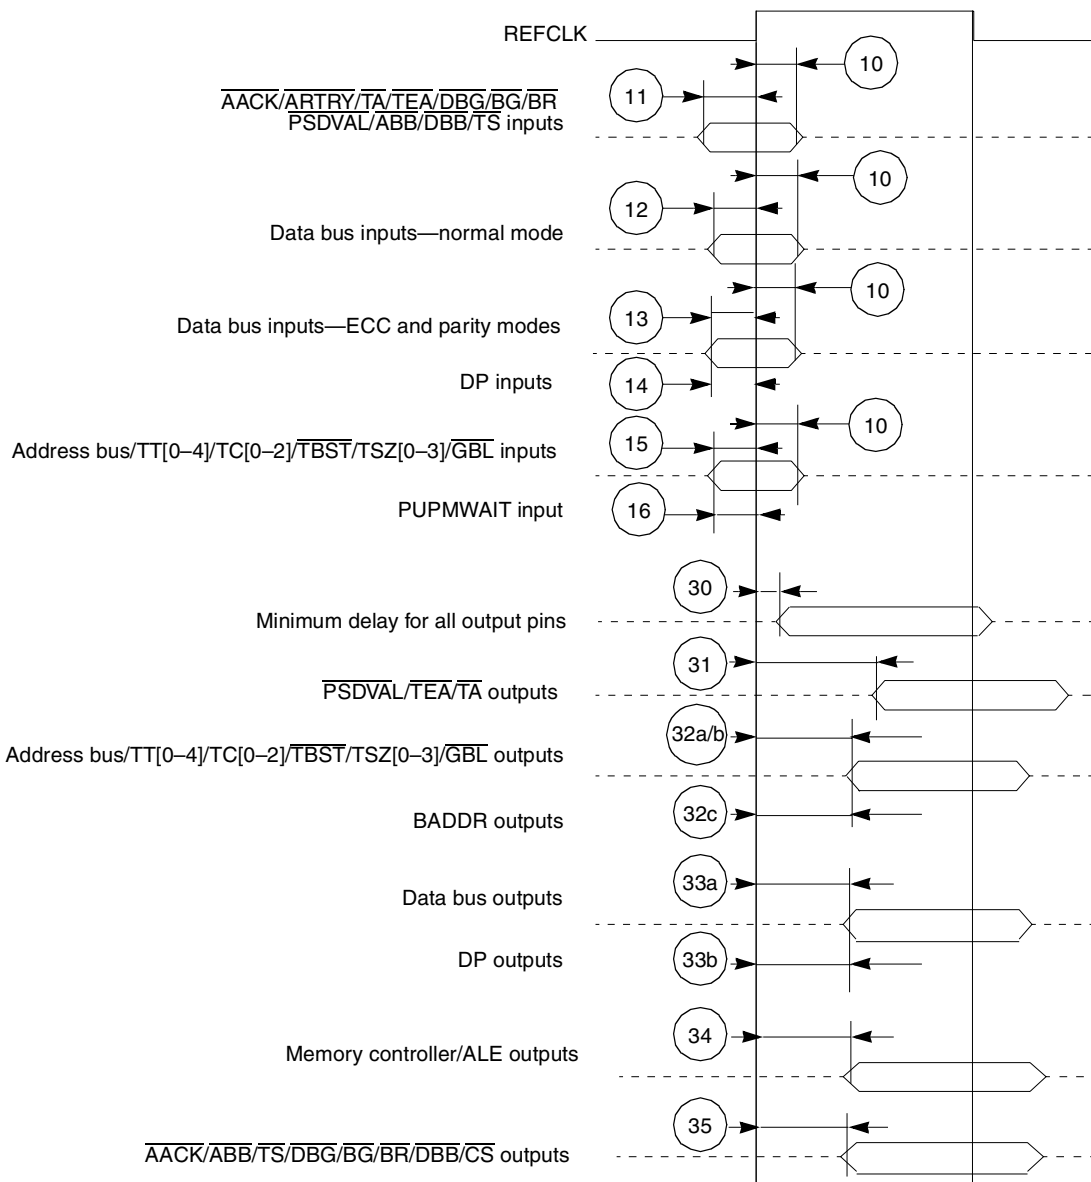 REFCLK
10
11
AACK/ARTRY/TA/TEA/DBG/BG/BR
PSDVAL/ABB/DBB/TS inputs
10
12
Data bus inputs—normal mode
10
13
Data bus inputs—ECC and parity modes
DP inputs
14
10
Address bus/TT[0–4]/TC[0–2]/TBST/TSZ[0–3]/GBL inputs
15
PUPMWAIT input
16
30
Minimum delay for all output pins
31
PSDVAL/TEA/TA outputs
32a/b
Address bus/TT[0–4]/TC[0–2]/TBST/TSZ[0–3]/GBL outputs
BADDR outputs
32c
33a
Data bus outputs
DP outputs
33b
34
Memory controller/ALE outputs
35
AACK/ABB/TS/DBG/BG/BR/DBB/CS outputs